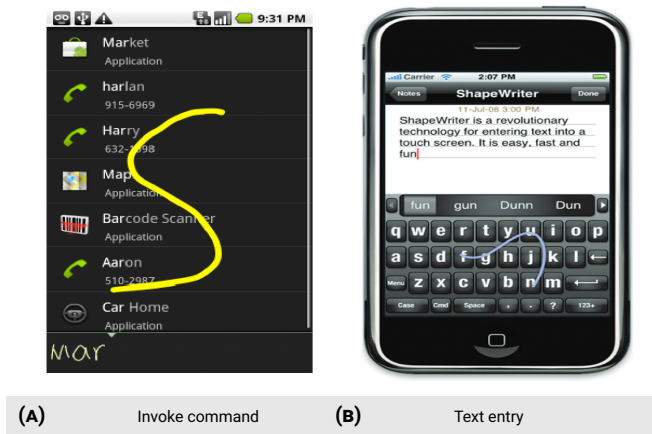 9:31 PM
Market
Application
harlan
915-6969
Harry
Map
Application
Barcode Scanner
Application
Aaron
510-2987
Car Home
Application
Mar
Carrier 2:07 PM
Notes ShapeWriter Done
11-Jul-08 3:00 PM
ShapeWriter is a revolutionary
technology for entering text into a
touch screen. It is easy, fast and
fun
fun gun Dunn Dun
q w e r t y u i o p
a s d f g h j k l
Menu z x c v b n m
Case Cmd Space , . ? 123+
(A) Invoke command (B) Text entry